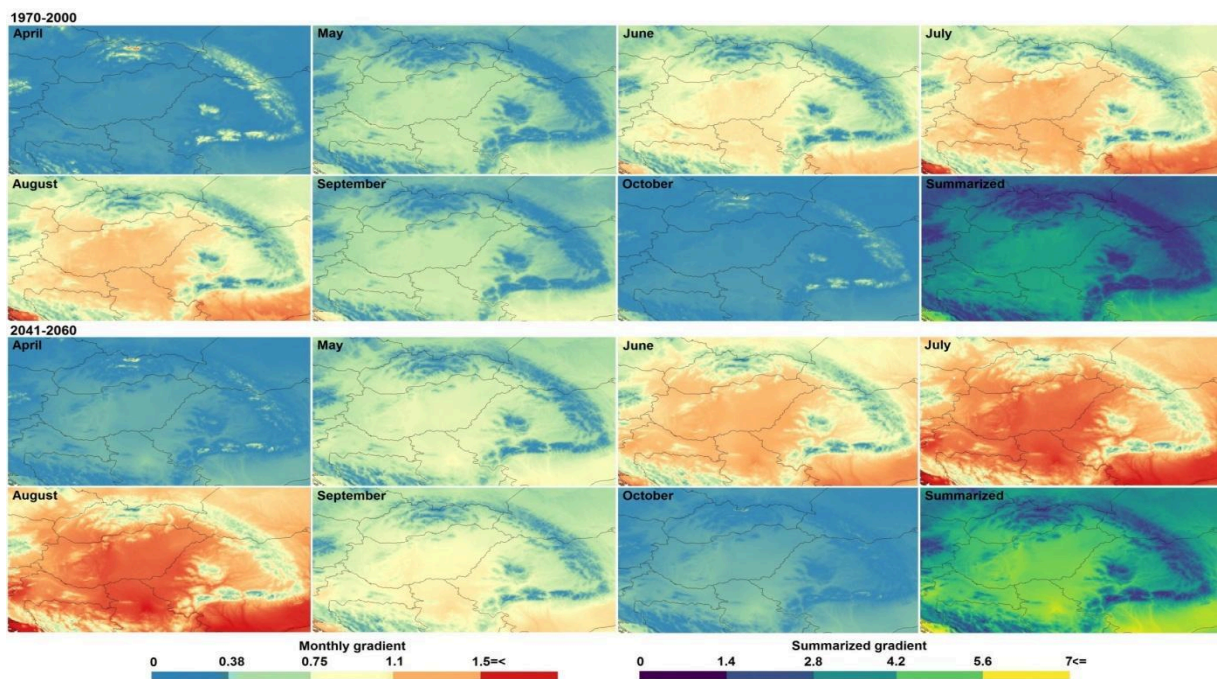 1970-2000
April May June July
August September October Summarized
2041-2060
April May June July
August September October Summarized
Monthly gradient Summarized gradient
0 0.38 0.75 1.1 1.5=< 0 1.4 2.8 4.2 5.6 7<=